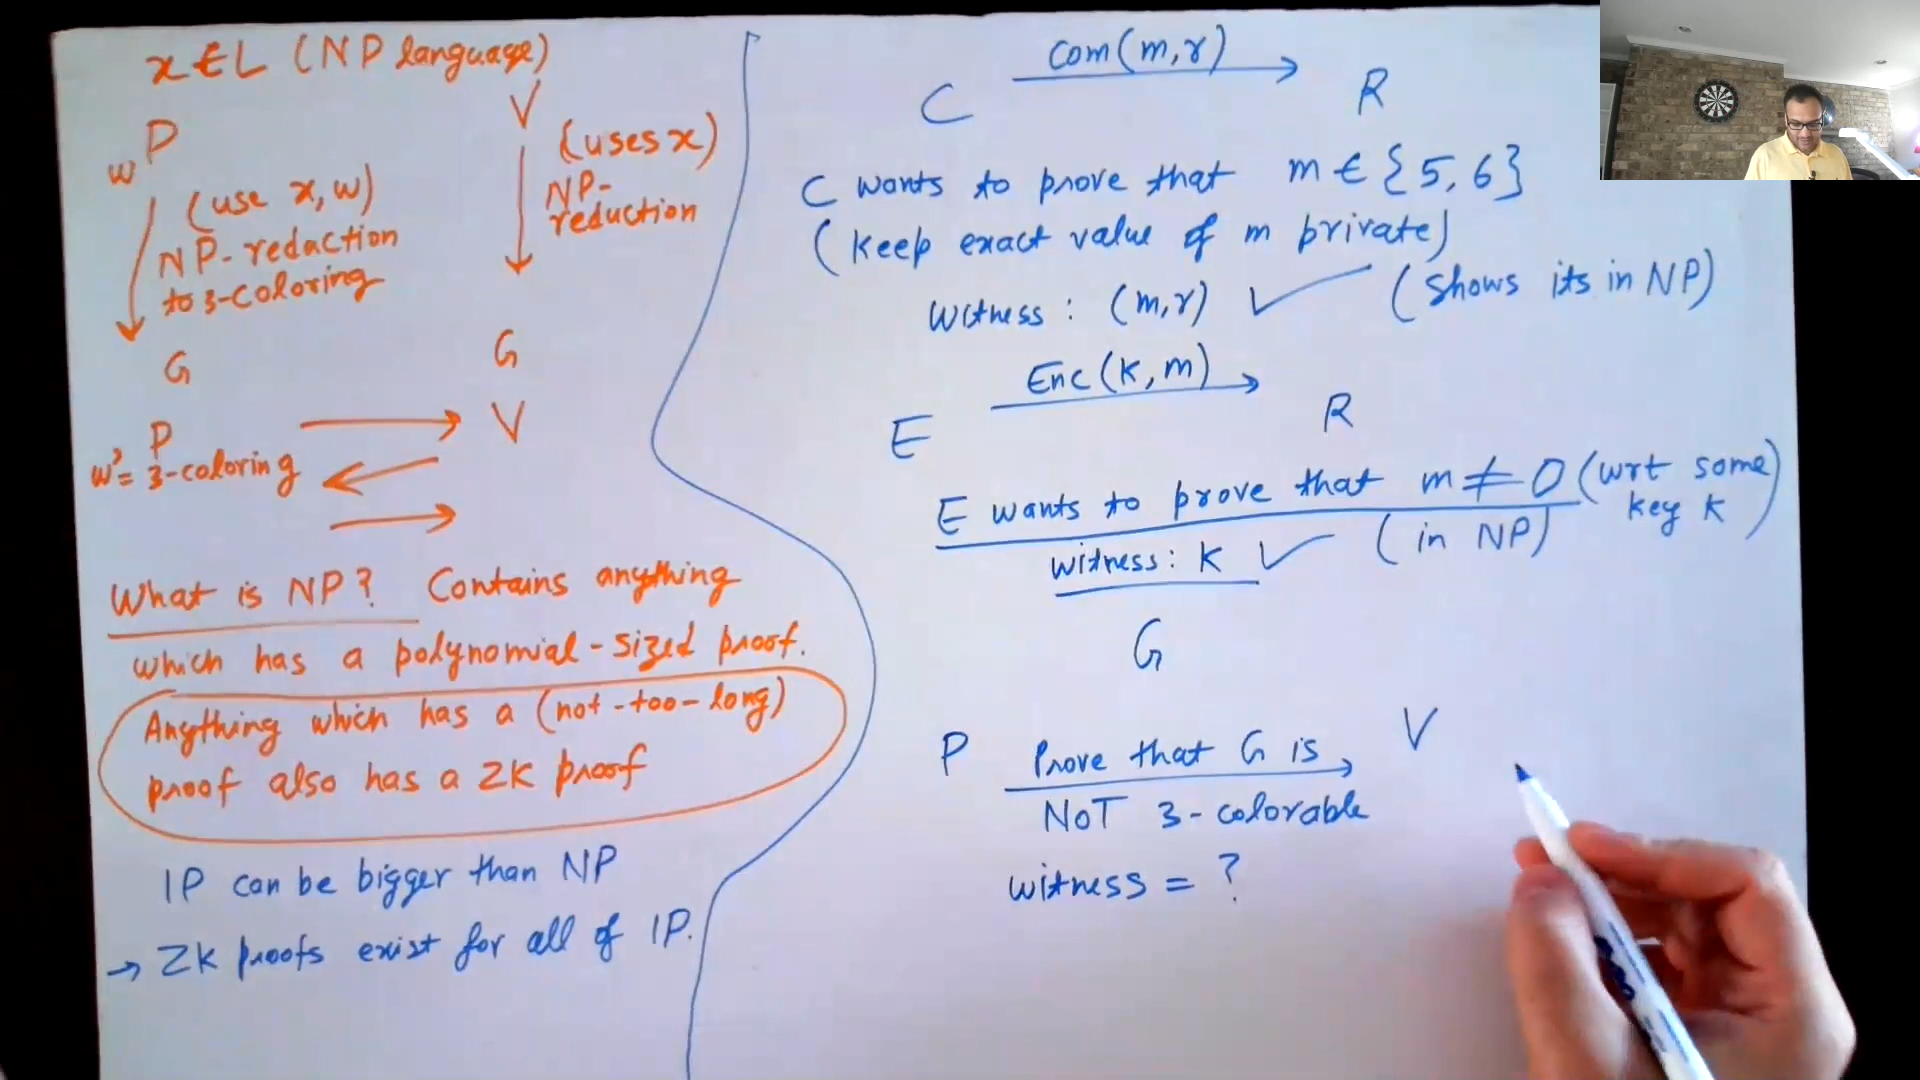 x ∈ L (NP language)
P
V
w
(uses x)
(use x, w)
NP-
reduction
NP-redaction
to 3-coloring
G
G
P
V
w'= 3-coloring
What is NP? Contains anything
which has a polynomial-sized proof.
Anything which has a (not-too-long)
proof also has a ZK proof
IP can be bigger than NP
→ ZK proofs exist for all of IP.
Com(m,r)
C
R
C wants to prove that m ∈ {5, 6}
(keep exact value of m private)
witness: (m,r) ✓ (shows its in NP)
Enc(k,m)
E
R
E wants to prove that m ≠ 0 (wrt some
key k)
witness: k ✓ (in NP)
G
P
Prove that G is
V
NOT 3-colorable
witness = ?